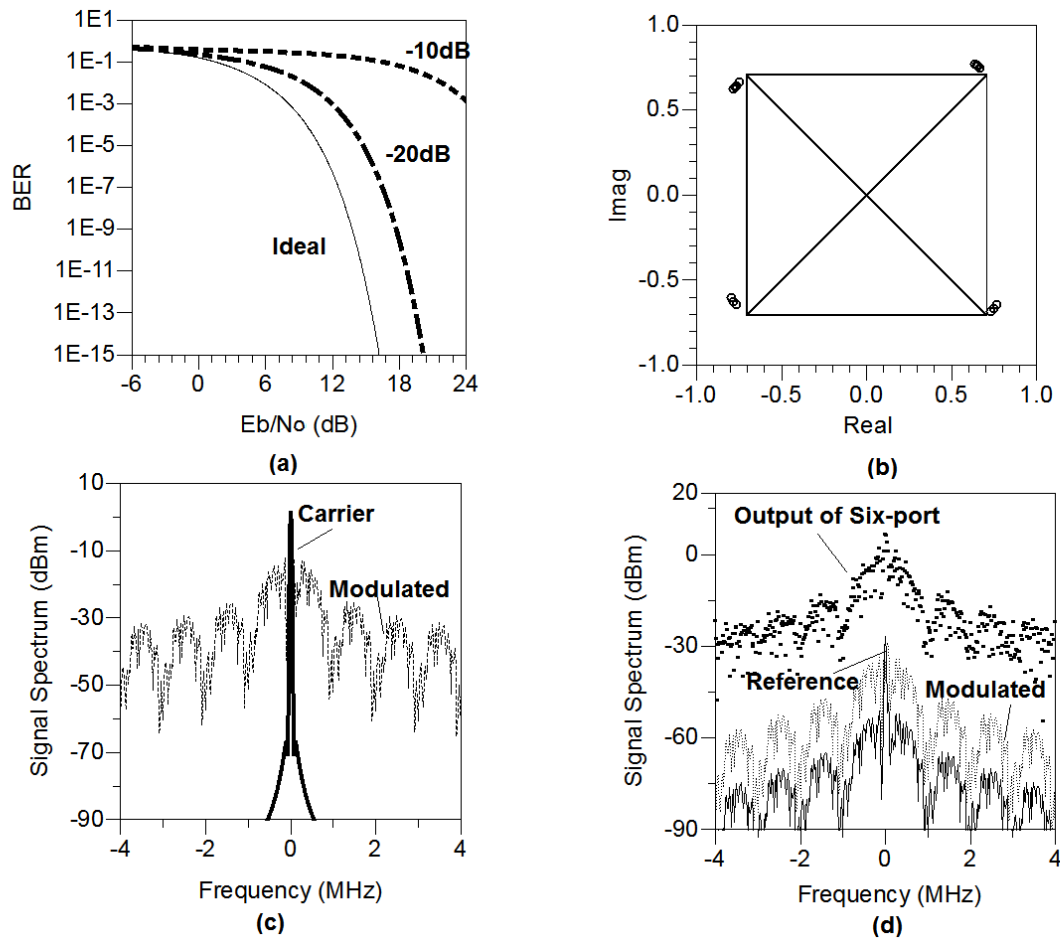 1E1
1E-1
1E-3
1E-5
1E-7
1E-9
1E-11
1E-13
1E-15
BER
-10dB
-20dB
Ideal
-6 0 6 12 18 24
Eb/No (dB)
(a)
1.0
0.5
0.0
-0.5
-1.0
Imag
-1.0 -0.5 0.0 0.5 1.0
Real
(b)
10
-10
-30
-50
-70
-90
Signal Spectrum (dBm)
Carrier
Modulated
-4 -2 0 2 4
Frequency (MHz)
(c)
20
0
-30
-60
-90
Signal Spectrum (dBm)
Output of Six-port
Reference
Modulated
-4 -2 0 2 4
Frequency (MHz)
(d)